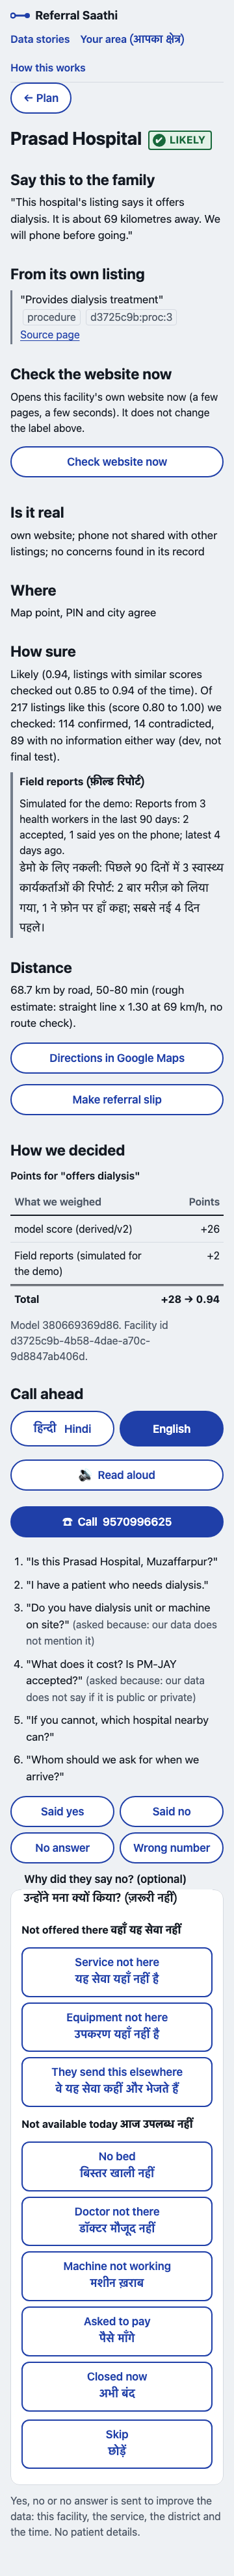 Referral Saathi
Data stories Your area (आपका क्षेत्र)
How this works
← Plan
Prasad Hospital ✔ LIKELY
Say this to the family
"This hospital's listing says it offers
dialysis. It is about 69 kilometres away. We
will phone before going."
From its own listing
"Provides dialysis treatment"
procedure d3725c9b:proc:3
Source page
Check the website now
Opens this facility's own website now (a few
pages, a few seconds). It does not change
the label above.
Check website now
Is it real
own website; phone not shared with other
listings; no concerns found in its record
Where
Map point, PIN and city agree
How sure
Likely (0.94, listings with similar scores
checked out 0.85 to 0.94 of the time). Of
217 listings like this (score 0.80 to 1.00) we
checked: 114 confirmed, 14 contradicted,
89 with no information either way (dev, not
final test).
Field reports (फ़ील्ड रिपोर्ट)
Simulated for the demo: Reports from 3
health workers in the last 90 days: 2
accepted, 1 said yes on the phone; latest 4
days ago.
डेमो के लिए नकली: पिछले 90 दिनों में 3 स्वास्थ्य
कार्यकर्ताओं की रिपोर्ट: 2 बार मरीज़ को लिया
गया, 1 ने फ़ोन पर हाँ कहा; सबसे नई 4 दिन
पहले।
Distance
68.7 km by road, 50-80 min (rough
estimate: straight line x 1.30 at 69 km/h, no
route check).
Directions in Google Maps
Make referral slip
How we decided
Points for "offers dialysis"
What we weighed Points
model score (derived/v2) +26
Field reports (simulated for +2
the demo)
Total +28 → 0.94
Model 380669369d86. Facility id
d3725c9b-4b58-4dae-a70c-
9d8847ab406d.
Call ahead
हिन्दी Hindi English
Read aloud
☎ Call 9570996625
1. "Is this Prasad Hospital, Muzaffarpur?"
2. "I have a patient who needs dialysis."
3. "Do you have dialysis unit or machine
on site?" (asked because: our data does
not mention it)
4. "What does it cost? Is PM-JAY
accepted?" (asked because: our data
does not say if it is public or private)
5. "If you cannot, which hospital nearby
can?"
6. "Whom should we ask for when we
arrive?"
Said yes Said no
No answer Wrong number
Why did they say no? (optional)
उन्होंने मना क्यों किया? (ज़रूरी नहीं)
Not offered there वहाँ यह सेवा नहीं
Service not here
यह सेवा यहाँ नहीं है
Equipment not here
उपकरण यहाँ नहीं है
They send this elsewhere
वे यह सेवा कहीं और भेजते हैं
Not available today आज उपलब्ध नहीं
No bed
बिस्तर खाली नहीं
Doctor not there
डॉक्टर मौजूद नहीं
Machine not working
मशीन ख़राब
Asked to pay
पैसे माँगे
Closed now
अभी बंद
Skip
छोड़ें
Yes, no or no answer is sent to improve the
data: this facility, the service, the district and
the time. No patient details.